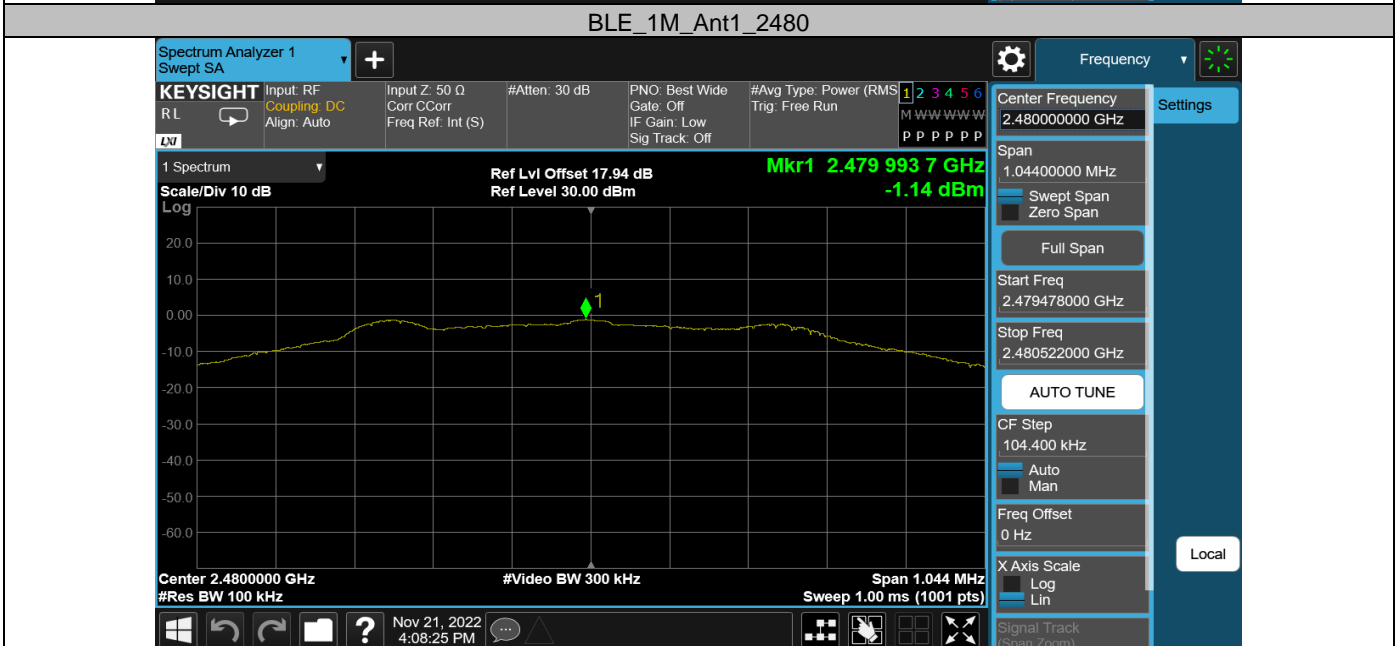 BLE_1M_Ant1_2480
Spectrum Analyzer 1
Swept SA
Frequency
Settings
KEYSIGHT
RL
LXI
Input: RF
Coupling: DC
Align: Auto
Input Z: 50 Ω
Corr CCorr
Freq Ref: Int (S)
#Atten: 30 dB
PNO: Best Wide
Gate: Off
IF Gain: Low
Sig Track: Off
#Avg Type: Power (RMS
Trig: Free Run
1 2 3 4 5 6
M W W W W W
P P P P P P
1 Spectrum
Scale/Div 10 dB
Log
Ref Lvl Offset 17.94 dB
Ref Level 30.00 dBm
Mkr1 2.479 993 7 GHz
-1.14 dBm
20.0
10.0
0.00
-10.0
-20.0
-30.0
-40.0
-50.0
-60.0
1
Center 2.4800000 GHz
#Res BW 100 kHz
#Video BW 300 kHz
Span 1.044 MHz
Sweep 1.00 ms (1001 pts)
Nov 21, 2022
4:08:25 PM
Center Frequency
2.480000000 GHz
Span
1.04400000 MHz
Swept Span
Zero Span
Full Span
Start Freq
2.479478000 GHz
Stop Freq
2.480522000 GHz
AUTO TUNE
CF Step
104.400 kHz
Auto
Man
Freq Offset
0 Hz
X Axis Scale
Log
Lin
Signal Track
(Span Zoom)
Local